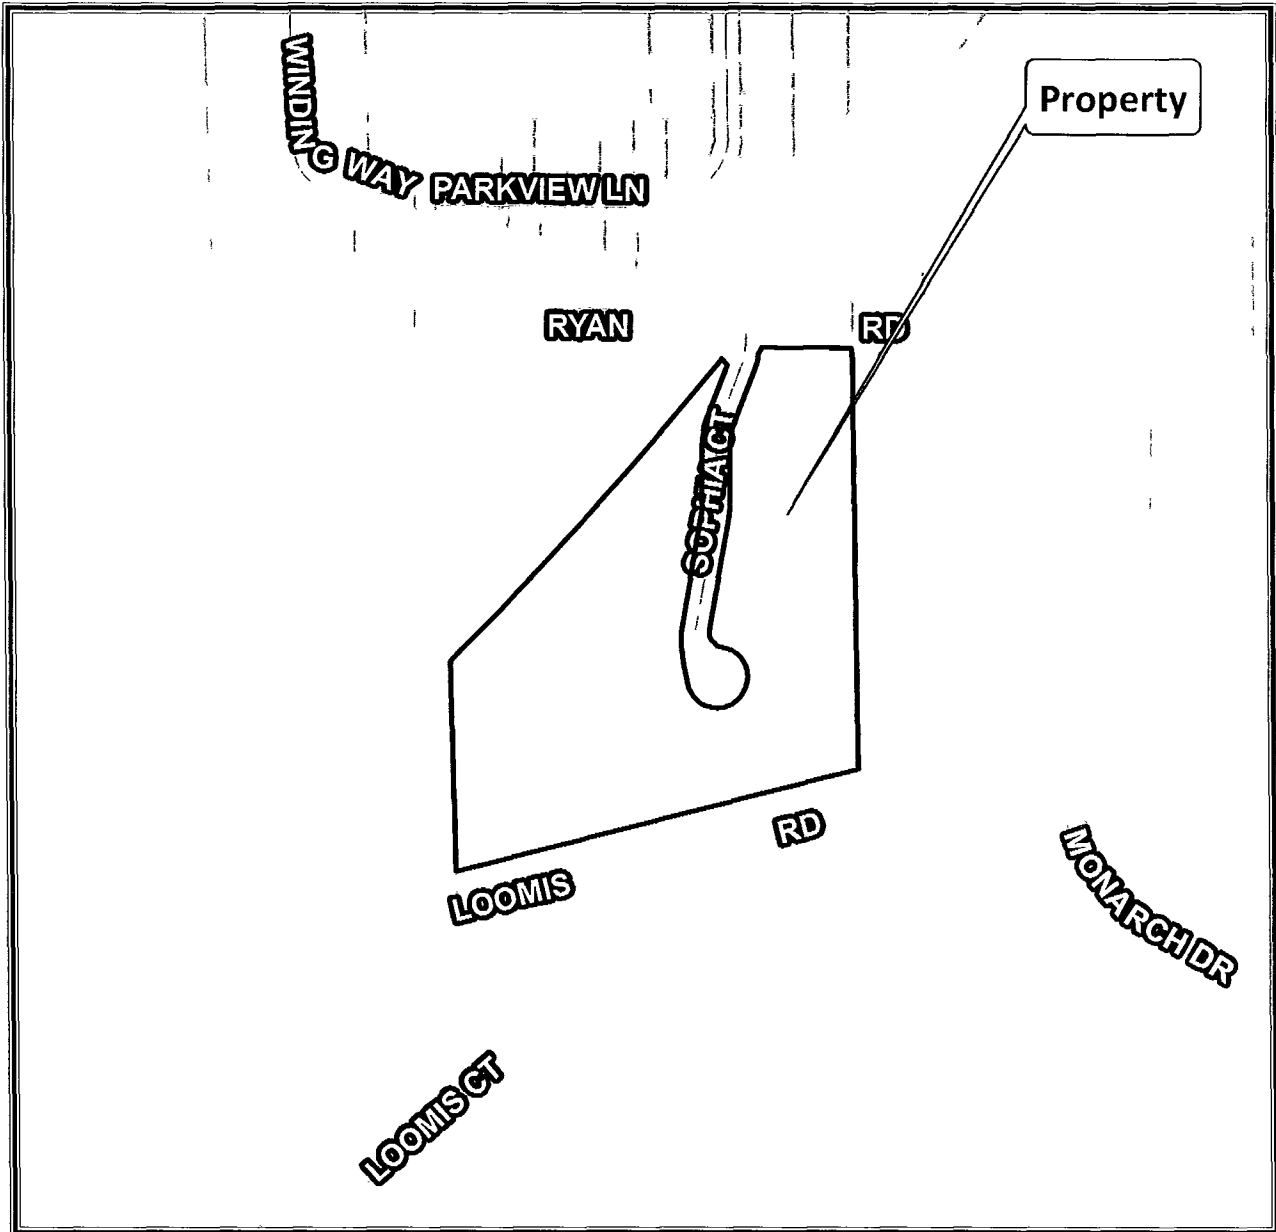 Property
WINDING WAY
PARKVIEW LN
RYAN RD
SOPHIA CT
LOOMIS RD
MONARCH DR
LOOMIS CT